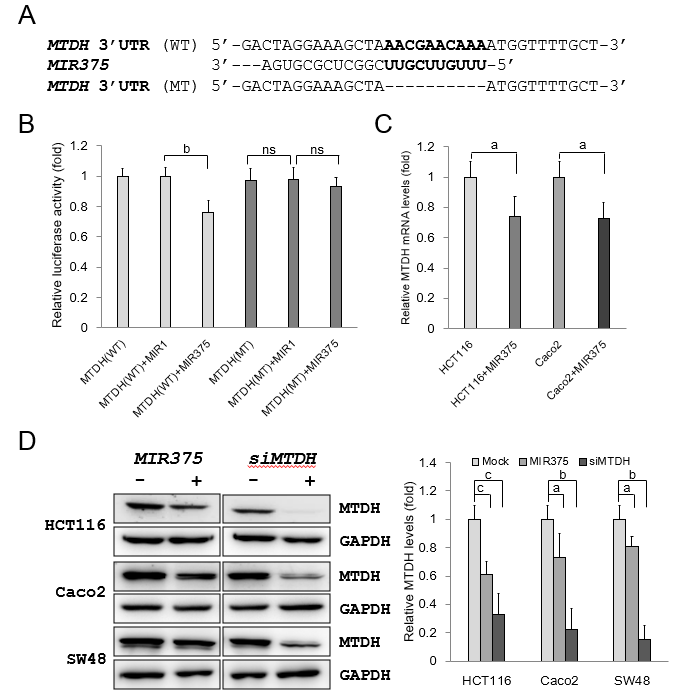 A
MTDH 3'UTR (WT) 5'-GACTAGGAAAGCTAAACGAACAAAATGGTTTTGCT-3'
MIR375 3'---AGUGCGCUCGGCUUGCUUGUUU-5'
MTDH 3'UTR (MT) 5'-GACTAGGAAAGCTA----------ATGGTTTTGCT-3'
B
Relative luciferase activity (fold)
1.2
1
0.8
0.6
0.4
0.2
0
b
ns
ns
MTDH(WT)
MTDH(WT)+MIR1
MTDH(WT)+MIR375
MTDH(MT)
MTDH(MT)+MIR1
MTDH(MT)+MIR375
C
Relative MTDH mRNA levels (fold)
1.2
1
0.8
0.6
0.4
0.2
0
a
a
HCT116
HCT116+MIR375
Caco2
Caco2+MIR375
D
MIR375 siMTDH
- + - +
HCT116
MTDH
GAPDH
Caco2
MTDH
GAPDH
SW48
MTDH
GAPDH
Relative MTDH levels (fold)
1.4
1.2
1
0.8
0.6
0.4
0.2
0
Mock MIR375 siMTDH
c
c
b
a
b
a
HCT116 Caco2 SW48